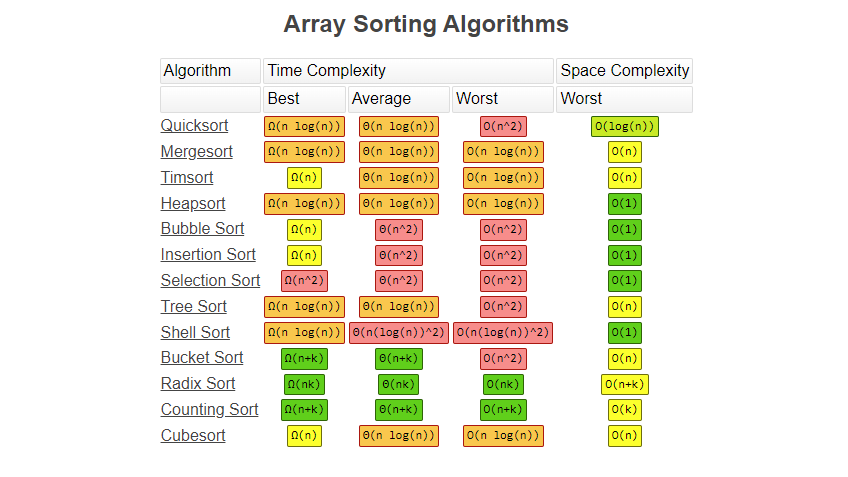 Array Sorting Algorithms
Algorithm Time Complexity Space Complexity
Best Average Worst Worst
Quicksort Ω(n log(n)) Θ(n log(n)) O(n^2) O(log(n))
Mergesort Ω(n log(n)) Θ(n log(n)) O(n log(n)) O(n)
Timsort Ω(n) Θ(n log(n)) O(n log(n)) O(n)
Heapsort Ω(n log(n)) Θ(n log(n)) O(n log(n)) O(1)
Bubble Sort Ω(n) Θ(n^2) O(n^2) O(1)
Insertion Sort Ω(n) Θ(n^2) O(n^2) O(1)
Selection Sort Ω(n^2) Θ(n^2) O(n^2) O(1)
Tree Sort Ω(n log(n)) Θ(n log(n)) O(n^2) O(n)
Shell Sort Ω(n log(n)) Θ(n(log(n))^2) O(n(log(n))^2) O(1)
Bucket Sort Ω(n+k) Θ(n+k) O(n^2) O(n)
Radix Sort Ω(nk) Θ(nk) O(nk) O(n+k)
Counting Sort Ω(n+k) Θ(n+k) O(n+k) O(k)
Cubesort Ω(n) Θ(n log(n)) O(n log(n)) O(n)